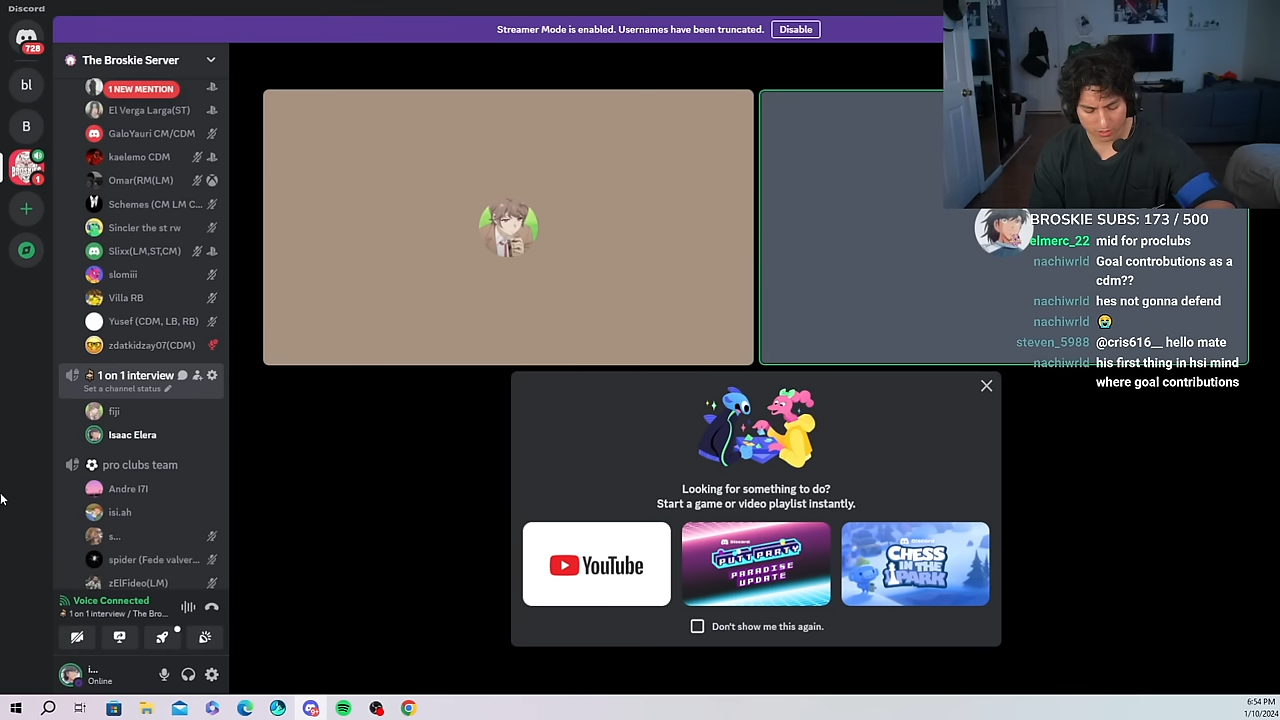 Discord
Streamer Mode is enabled. Usernames have been truncated.
Disable
728
The Broskie Server
1 NEW MENTION
El Verga Larga(ST)
GaloYauri CM/CDM
kaelemo CDM
Omar(RM(LM)
Schemes (CM LM C...
Sincler the st rw
Slixx(LM,ST,CM)
slomiii
Villa RB
Yusef (CDM, LB, RB)
zdatkidzay07(CDM)
1 on 1 interview
Set a channel status
fiji
Isaac Elera
pro clubs team
Andre I7I
isi.ah
s...
spider (Fede valver...
zElFideo(LM)
Voice Connected
1 on 1 interview / The Bro...
i...
Online
bl
B
1
BROSKIE SUBS: 173 / 500
elmerc_22 mid for proclubs
nachiwrld Goal controbutions as a
cdm??
nachiwrld hes not gonna defend
nachiwrld 😭
steven_5988 @cris616__ hello mate
nachiwrld his first thing in hsi mind
where goal contributions
Looking for something to do?
Start a game or video playlist instantly.
YouTube
Discord
PUTT PARTY
PARADISE
UPDATE
Discord
CHESS
IN THE
PARK
Don't show me this again.
6:54 PM
1/10/2024